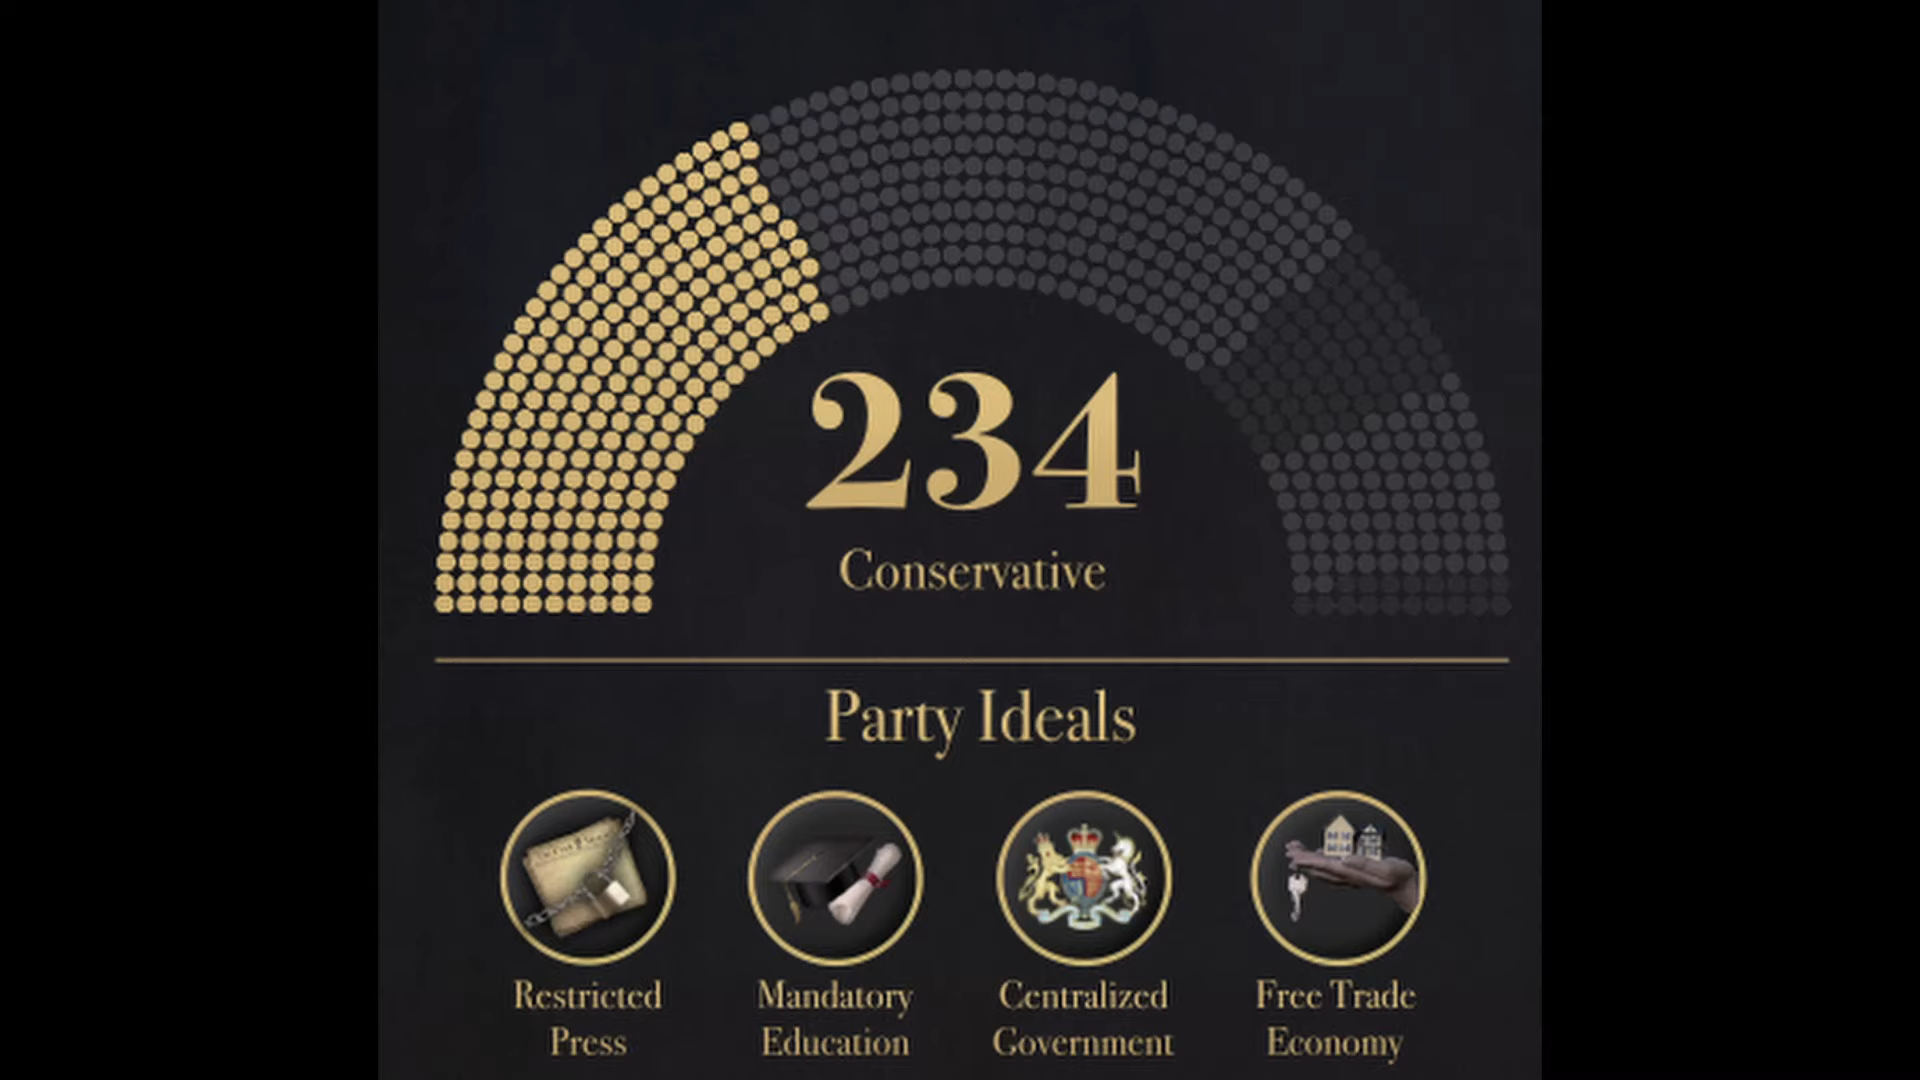 234
Conservative
Party Ideals
Restricted
Press
Mandatory
Education
Centralized
Government
Free Trade
Economy